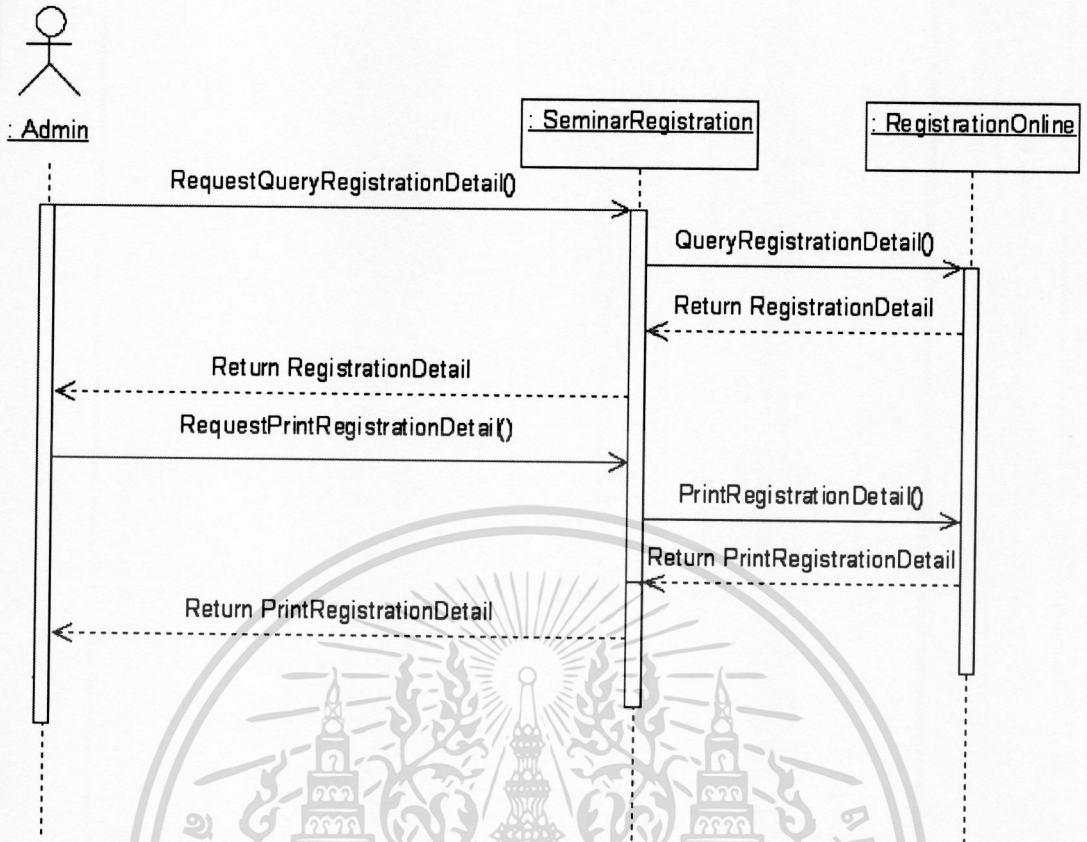 : Admin
: SeminarRegistration
: RegistrationOnline
RequestQueryRegistrationDetail()
QueryRegistrationDetail()
Return RegistrationDetail
Return RegistrationDetail
RequestPrintRegistrationDetail()
PrintRegistrationDetail()
Return PrintRegistrationDetail
Return PrintRegistrationDetail